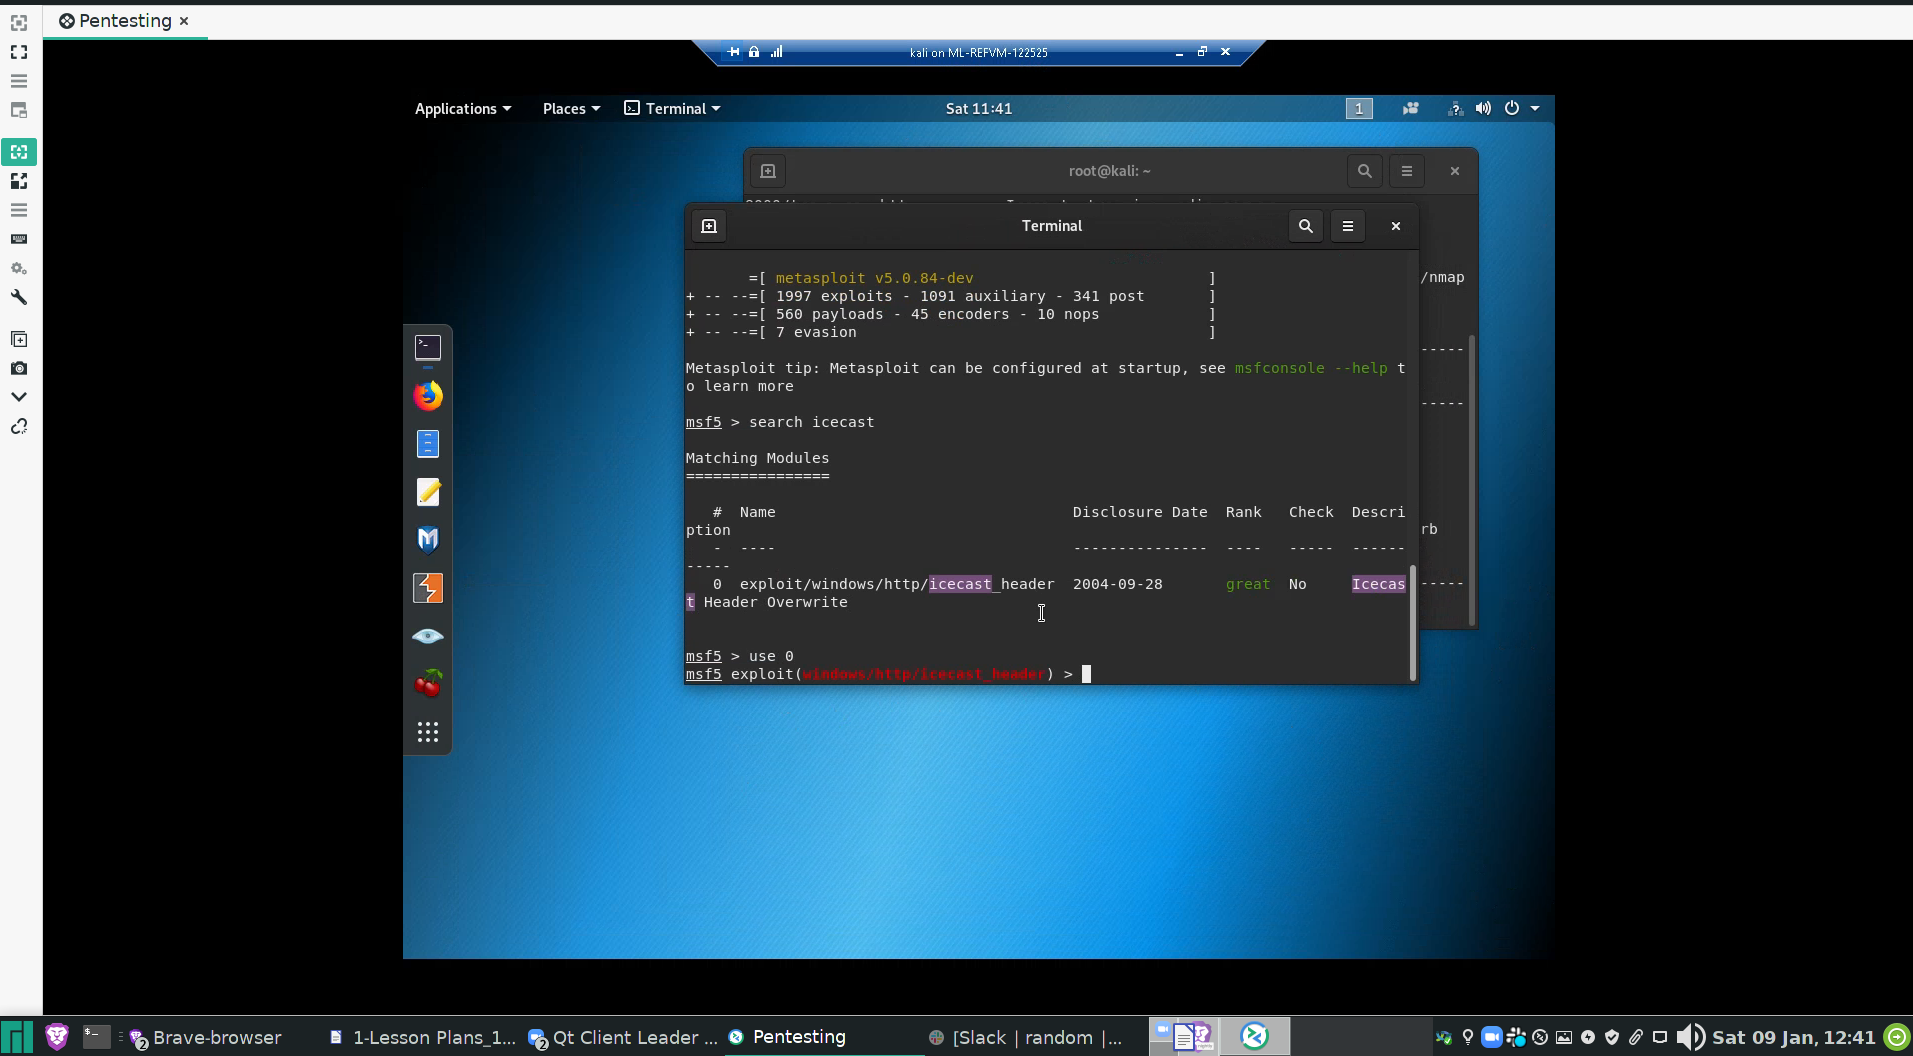 Pentesting ×
kali on ML-REFVM-122525
Applications Places Terminal Sat 11:41 1
root@kali: ~
Terminal
=[ metasploit v5.0.84-dev ]
+ -- --=[ 1997 exploits - 1091 auxiliary - 341 post ]
+ -- --=[ 560 payloads - 45 encoders - 10 nops ]
+ -- --=[ 7 evasion ]
Metasploit tip: Metasploit can be configured at startup, see msfconsole --help t
o learn more
msf5 > search icecast
Matching Modules
================
# Name Disclosure Date Rank Check Descri
ption
- ---- --------------- ---- ----- ------
-----
0 exploit/windows/http/icecast_header 2004-09-28 great No Icecas
t Header Overwrite
msf5 > use 0
msf5 exploit(windows/http/icecast_header) >
/nmap
-----
-----
rb
-----
Brave-browser 1-Lesson Plans_1... Qt Client Leader ... Pentesting [Slack | random |... Sat 09 Jan, 12:41